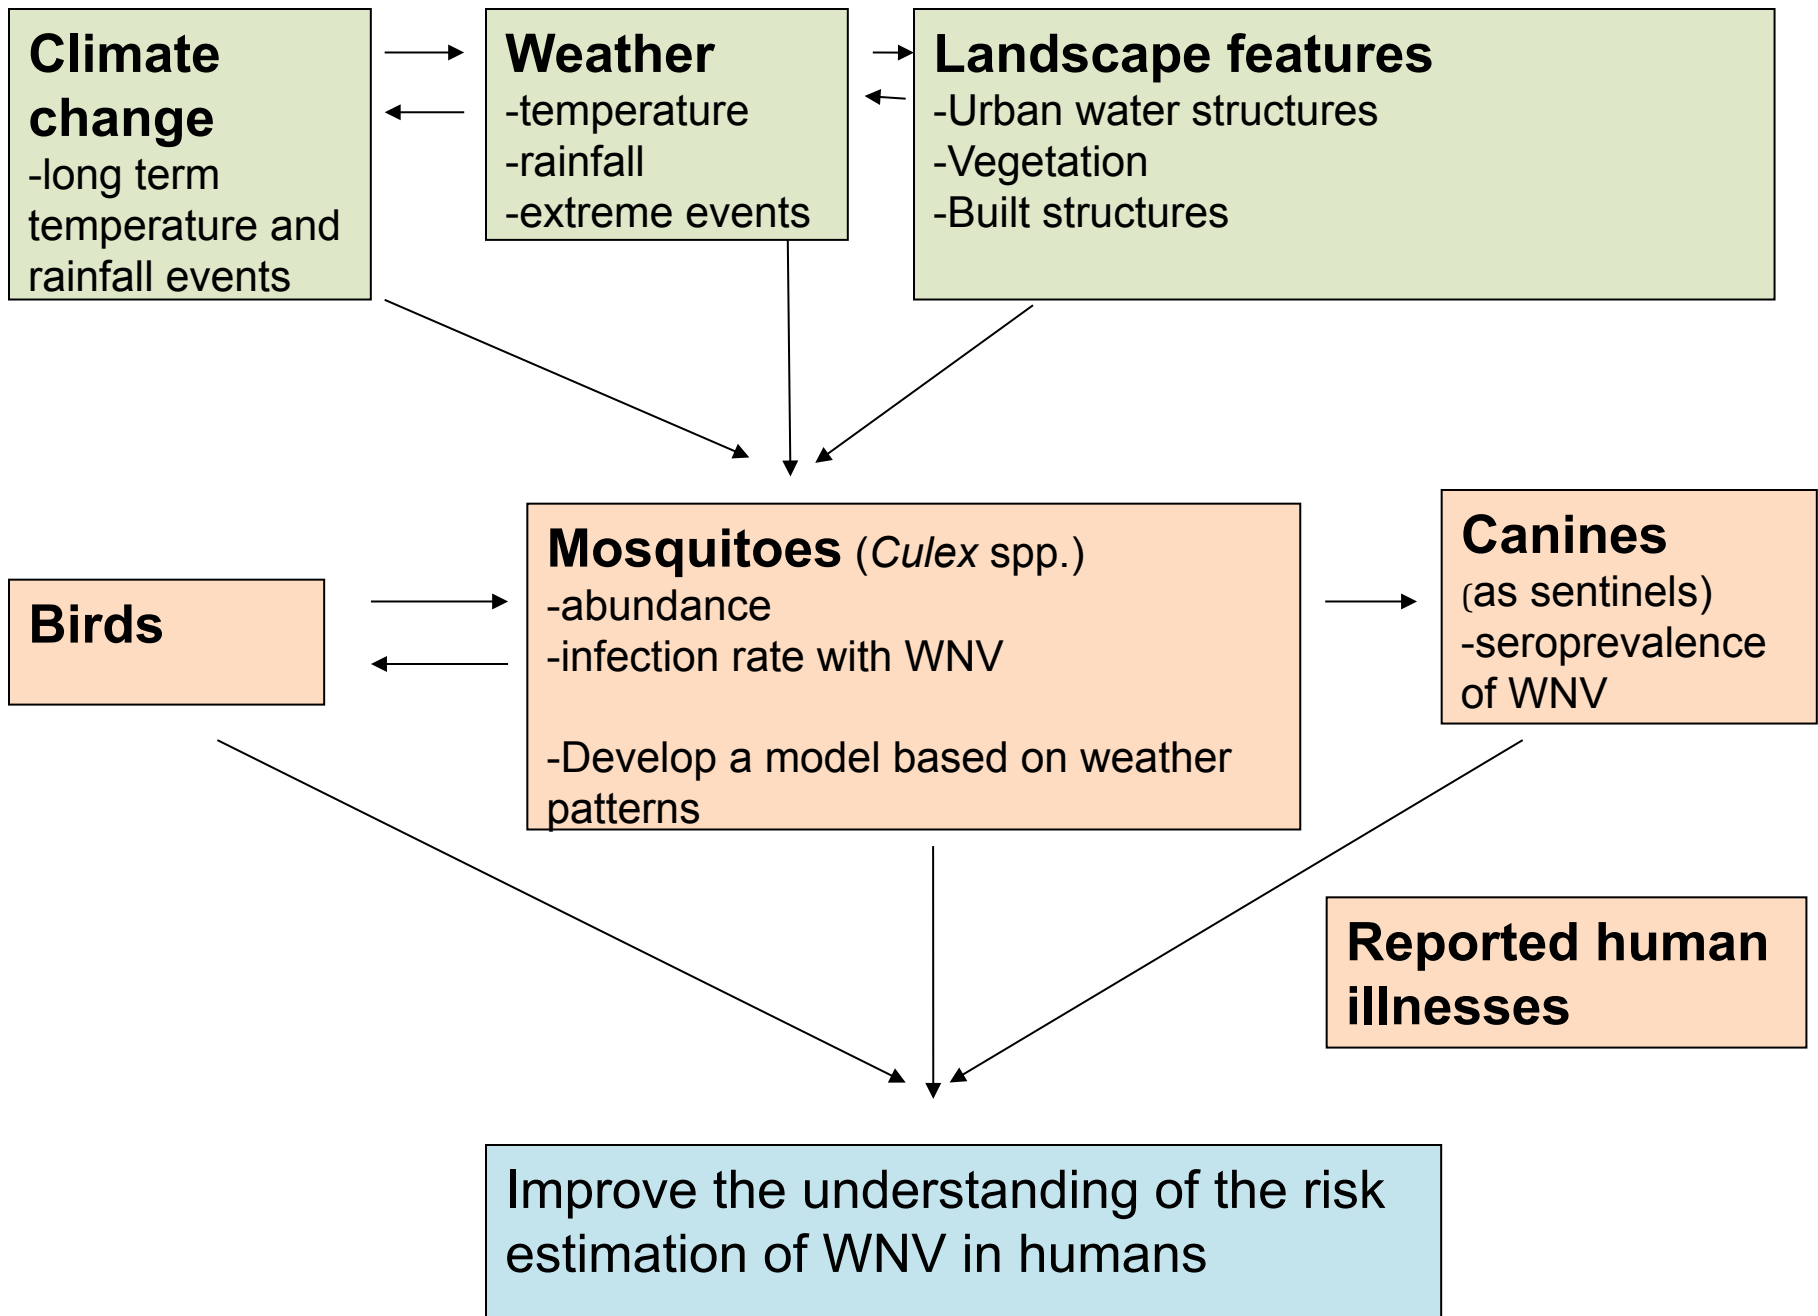 Climate
change
-long term
temperature and
rainfall events
Weather
-temperature
-rainfall
-extreme events
Landscape features
-Urban water structures
-Vegetation
-Built structures
Birds
Mosquitoes (Culex spp.)
-abundance
-infection rate with WNV
-Develop a model based on weather
patterns
Canines
(as sentinels)
-seroprevalence
of WNV
Reported human
illnesses
Improve the understanding of the risk
estimation of WNV in humans